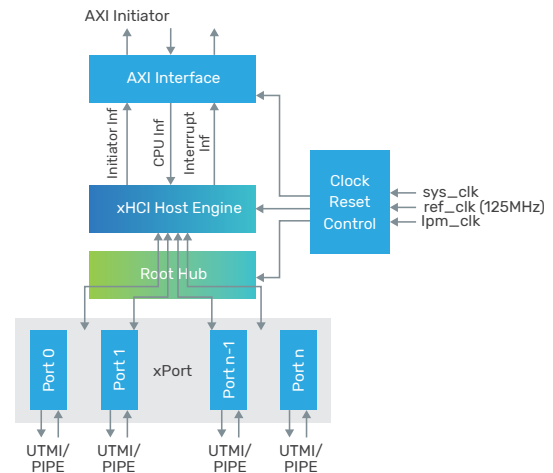 AXI Initiator
AXI Interface
Initiator Inf
CPU Inf
Interrrupt
Inf
Clock
Reset
Control
sys_clk
ref_clk (125MHz)
lpm_clk
xHCI Host Engine
Root Hub
Port 0
Port 1
xPort
Port n-1
Port n
UTMI/
PIPE
UTMI/
PIPE
UTMI/
PIPE
UTMI/
PIPE